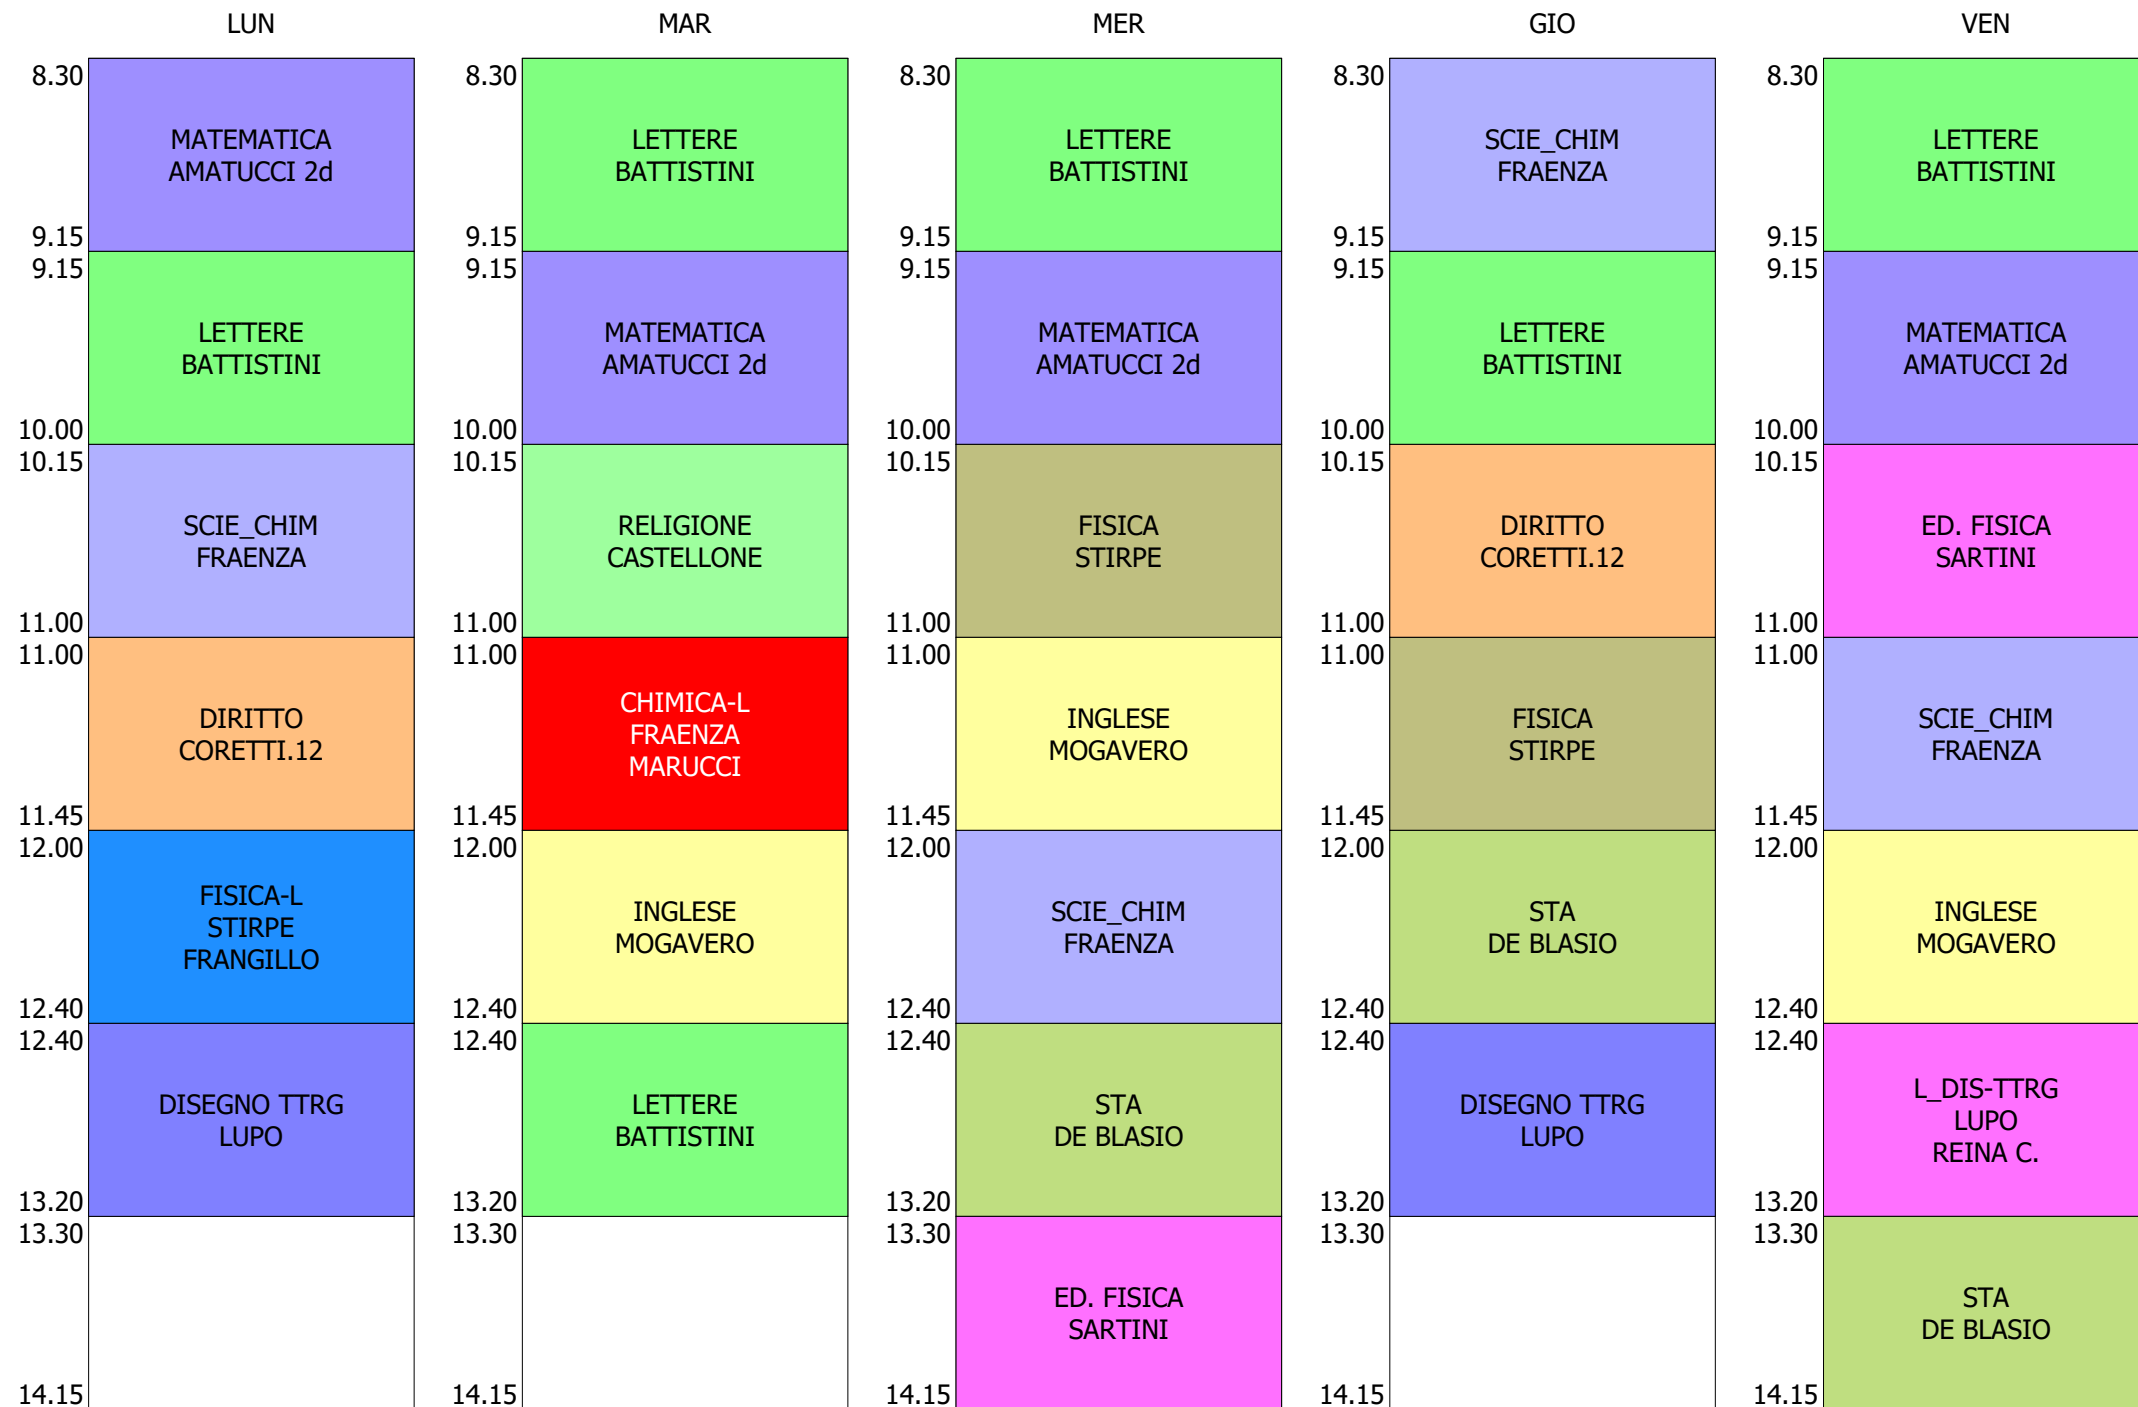 LUN
8.30
MATEMATICA
AMATUCCI 2d
9.15
9.15
LETTERE
BATTISTINI
10.00
10.15
SCIE_CHIM
FRAENZA
11.00
11.00
DIRITTO
CORETTI.12
11.45
12.00
FISICA-L
STIRPE
FRANGILLO
12.40
12.40
DISEGNO TTRG
LUPO
13.20
13.30
14.15
MAR
8.30
LETTERE
BATTISTINI
9.15
9.15
MATEMATICA
AMATUCCI 2d
10.00
10.15
RELIGIONE
CASTELLONE
11.00
11.00
CHIMICA-L
FRAENZA
MARUCCI
11.45
12.00
INGLESE
MOGAVERO
12.40
12.40
LETTERE
BATTISTINI
13.20
13.30
14.15
MER
8.30
LETTERE
BATTISTINI
9.15
9.15
MATEMATICA
AMATUCCI 2d
10.00
10.15
FISICA
STIRPE
11.00
11.00
INGLESE
MOGAVERO
11.45
12.00
SCIE_CHIM
FRAENZA
12.40
12.40
STA
DE BLASIO
13.20
13.30
ED. FISICA
SARTINI
14.15
GIO
8.30
SCIE_CHIM
FRAENZA
9.15
9.15
LETTERE
BATTISTINI
10.00
10.15
DIRITTO
CORETTI.12
11.00
11.00
FISICA
STIRPE
11.45
12.00
STA
DE BLASIO
12.40
12.40
DISEGNO TTRG
LUPO
13.20
13.30
14.15
VEN
8.30
LETTERE
BATTISTINI
9.15
9.15
MATEMATICA
AMATUCCI 2d
10.00
10.15
ED. FISICA
SARTINI
11.00
11.00
SCIE_CHIM
FRAENZA
11.45
12.00
INGLESE
MOGAVERO
12.40
12.40
L_DIS-TTRG
LUPO
REINA C.
13.20
13.30
STA
DE BLASIO
14.15